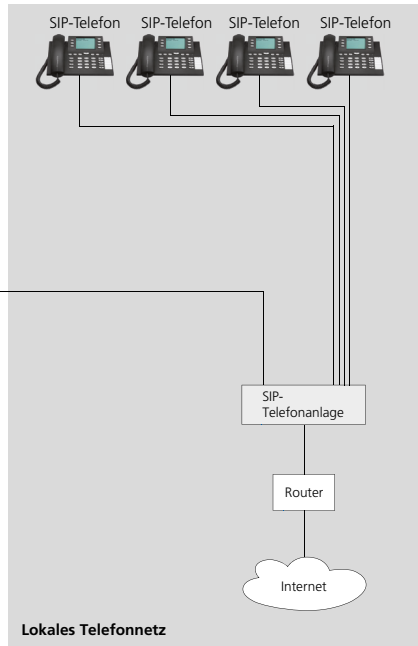 SIP-Telefon SIP-Telefon SIP-Telefon SIP-Telefon
SIP-
Telefonanlage
Router
Internet
Lokales Telefonnetz